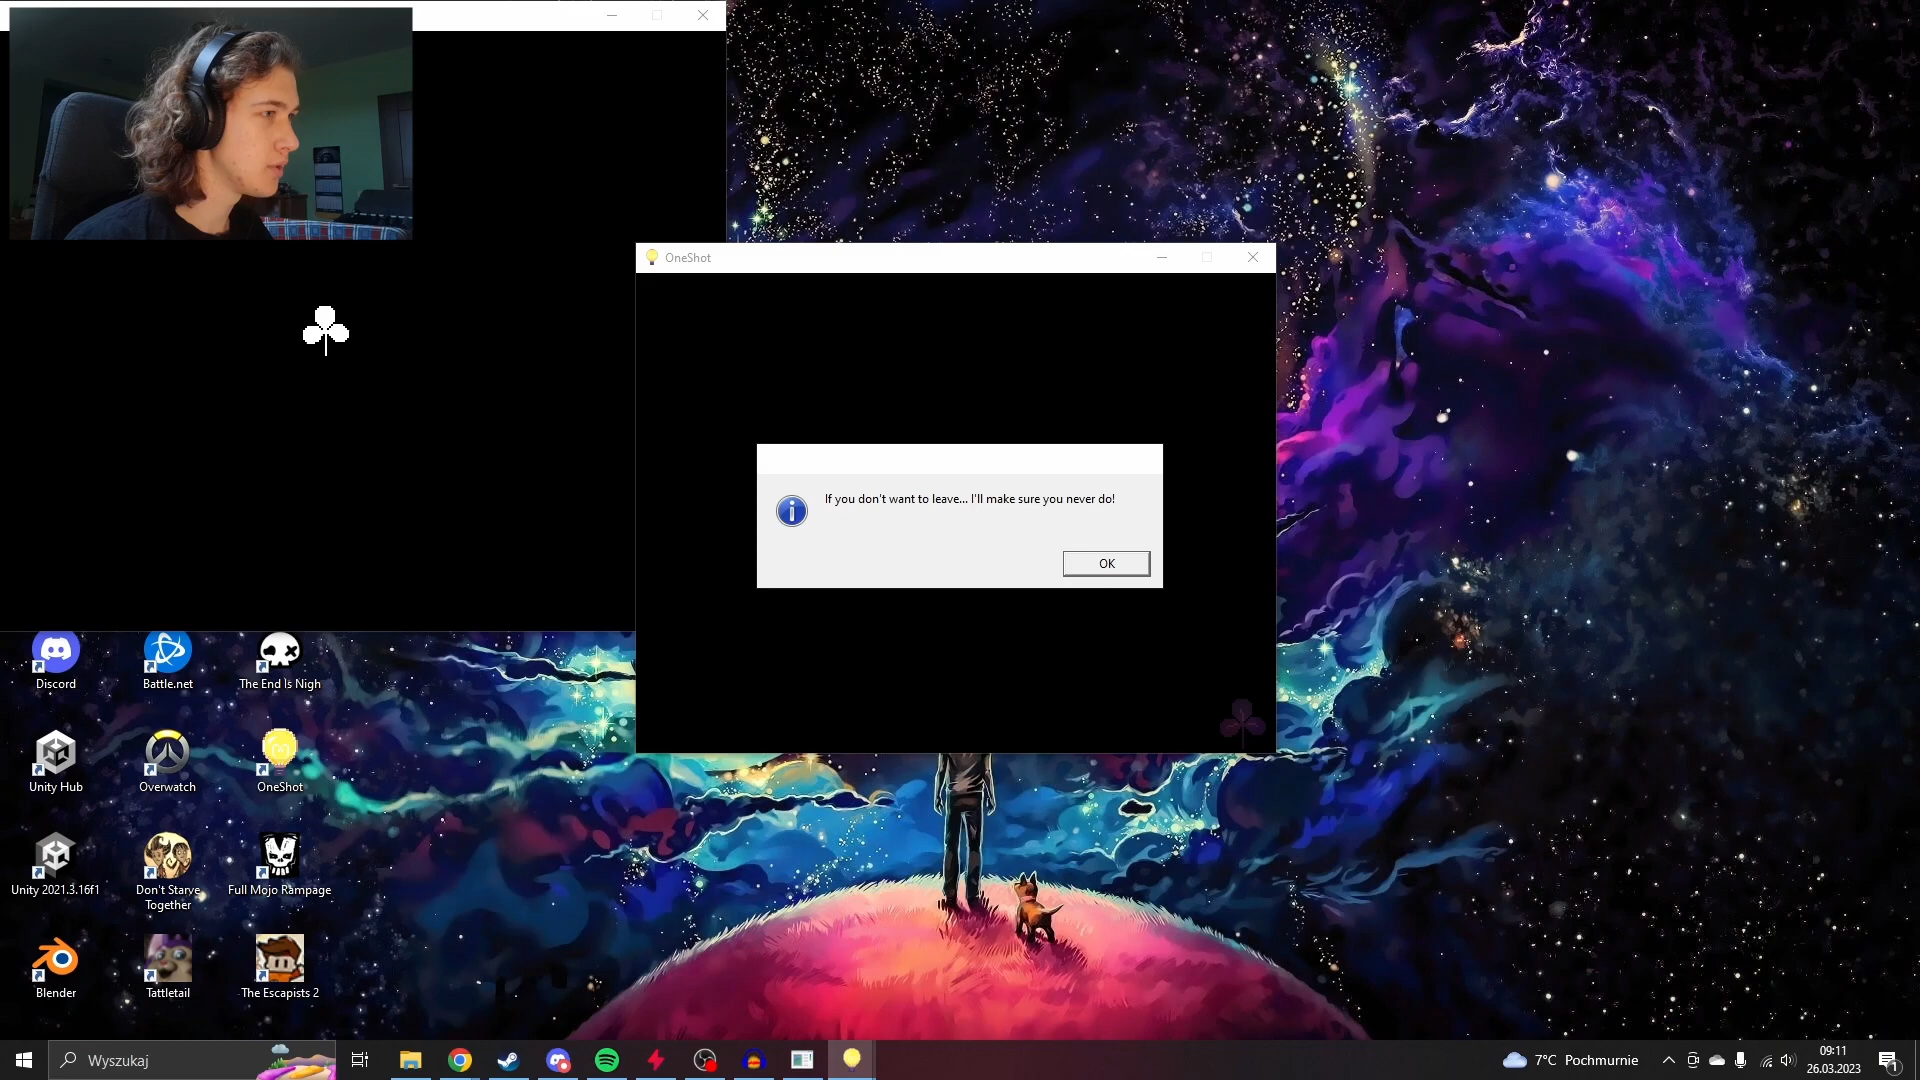 OneShot
If you don't want to leave... I'll make sure you never do!
OK
Discord
Battle.net
The End Is Nigh
Unity Hub
Overwatch
OneShot
Unity 2021.3.16f1
Don't Starve
Together
Full Mojo Rampage
Blender
Tattletail
The Escapists 2
Wyszukaj
7°C Pochmurnie
09:11
26.03.2023
1